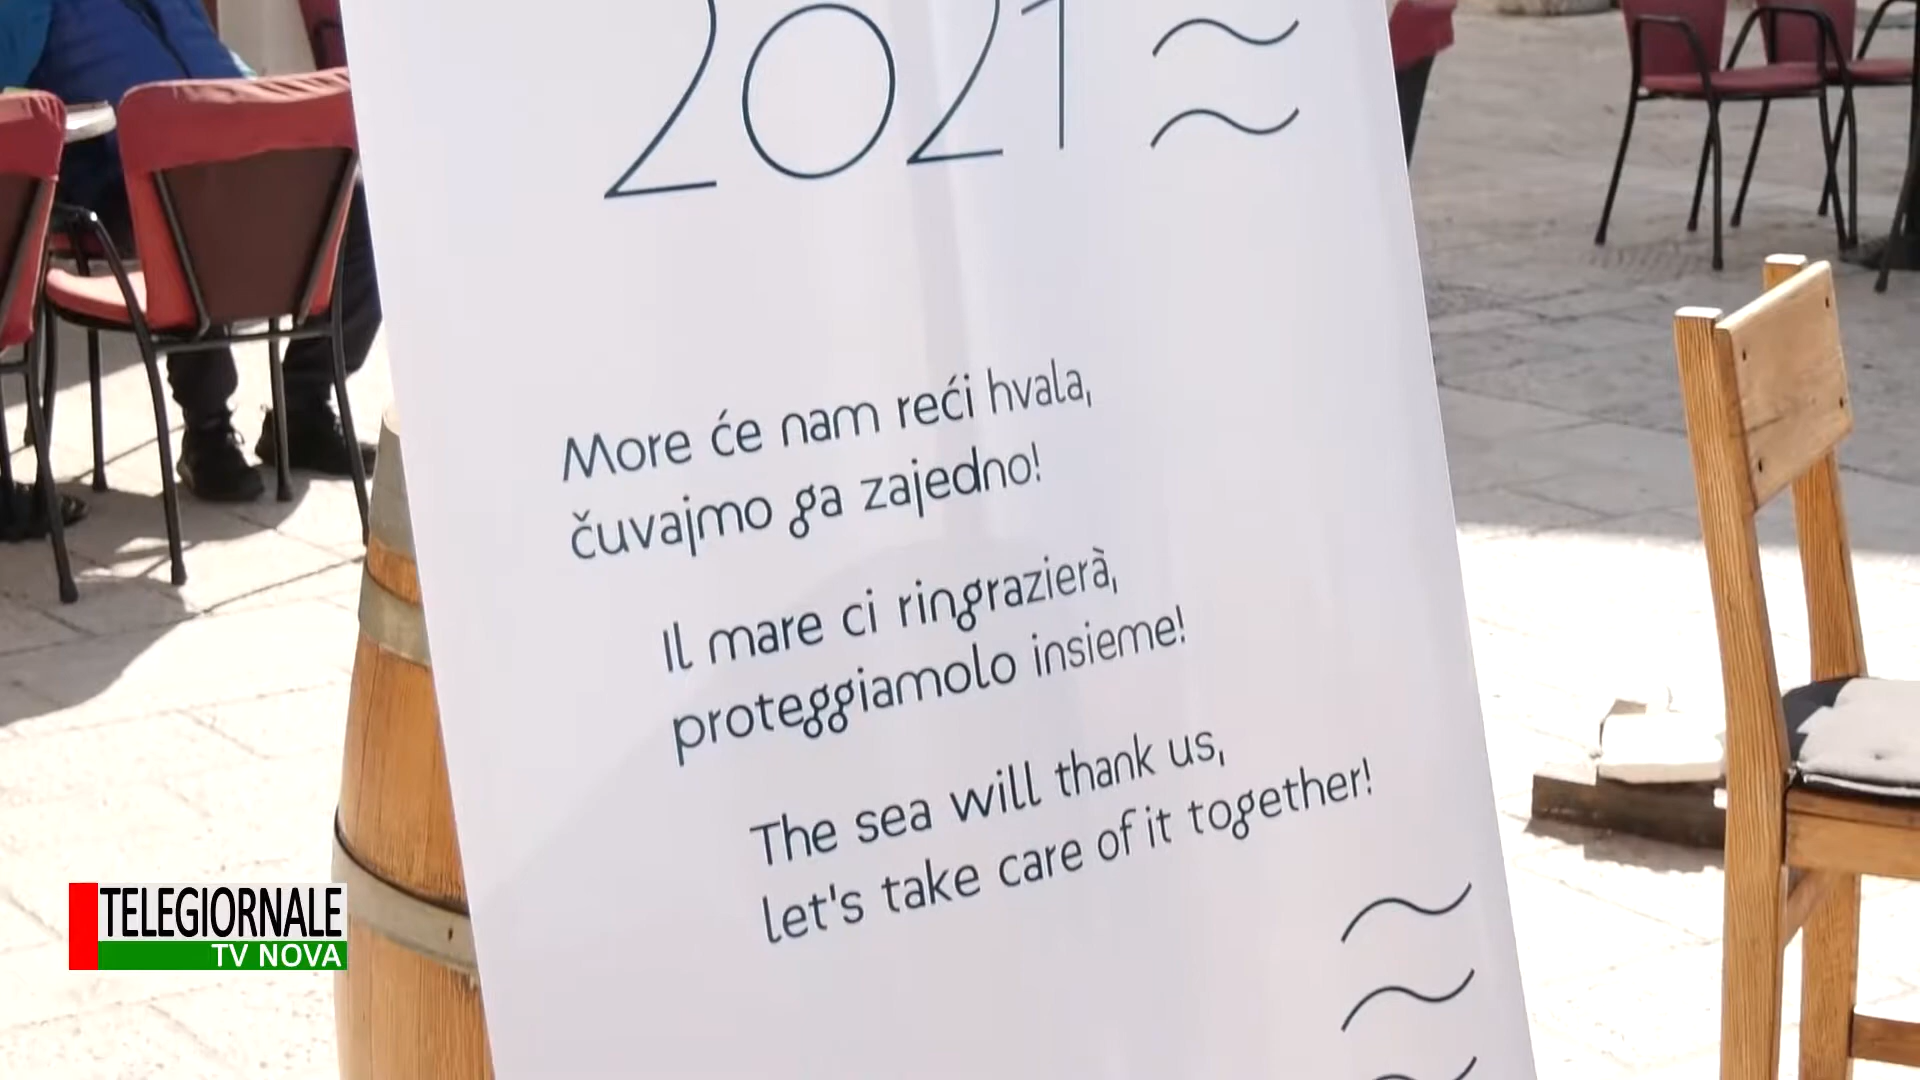 2021
More će nam reći hvala,
čuvajmo ga zajedno!
Il mare ci ringrazierà,
proteggiamolo insieme!
The sea will thank us,
let's take care of it together!
TELEGIORNALE
TV NOVA